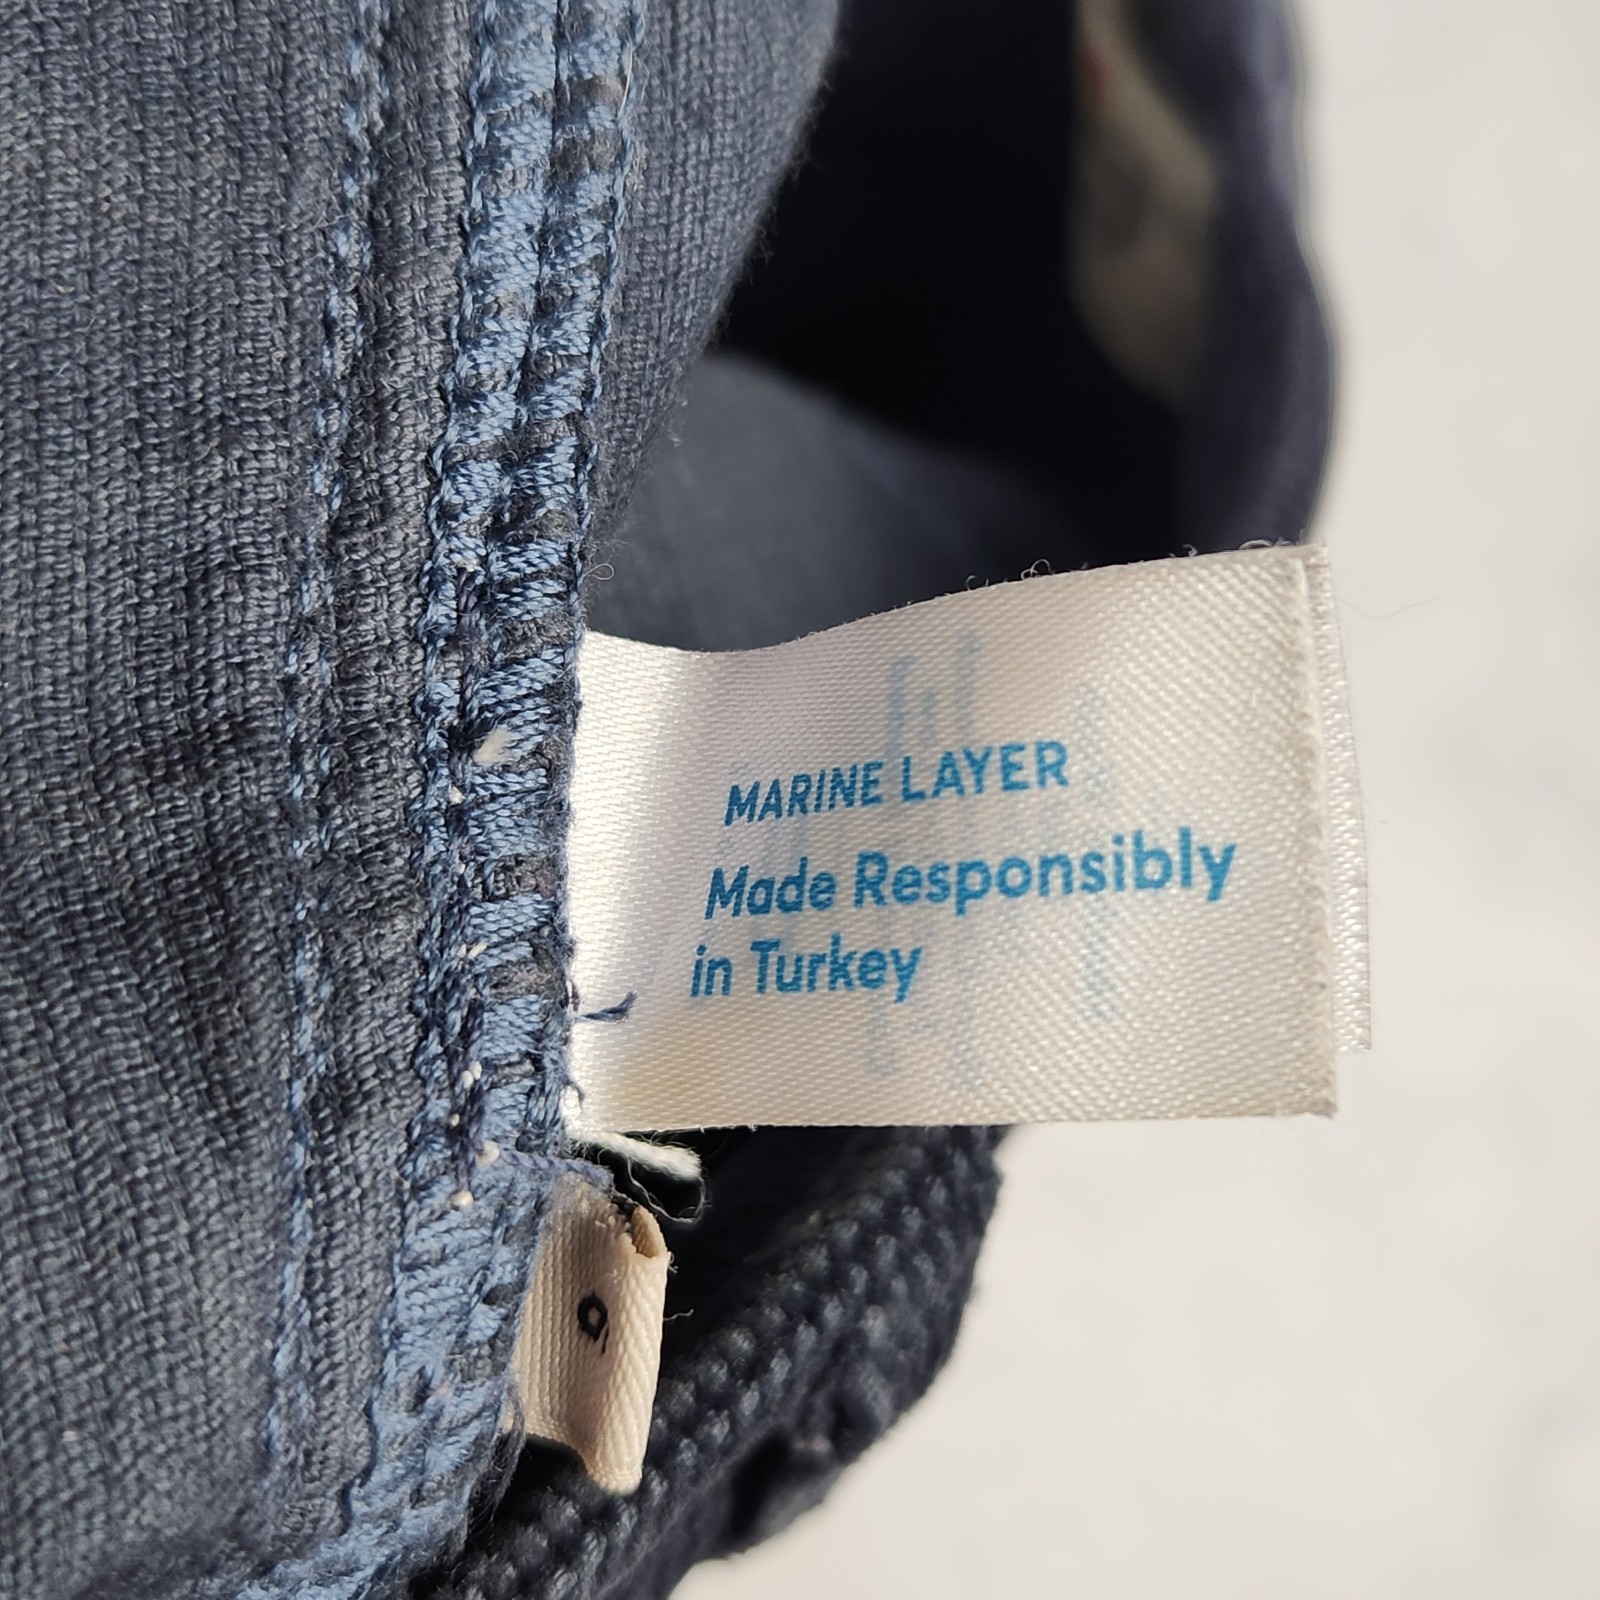 MARINE LAYER
Made Responsibly
in Turkey